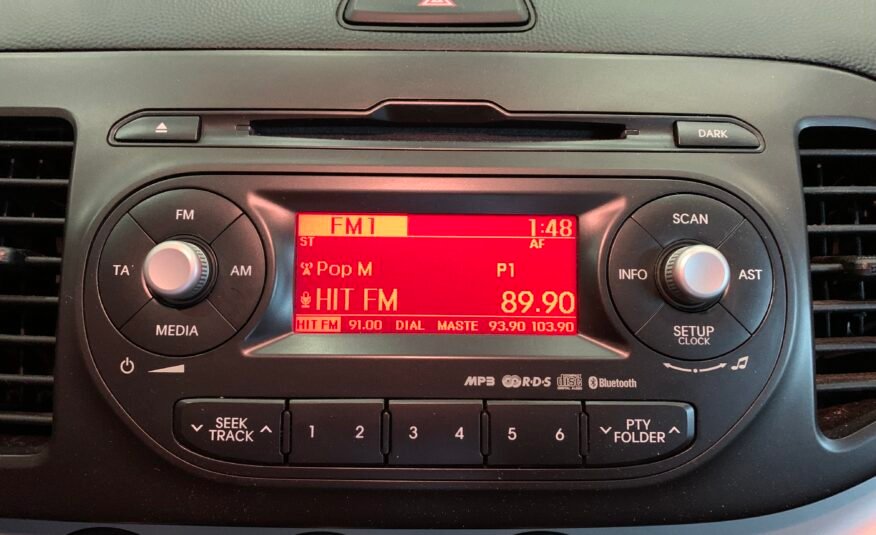 DARK
FM
TA
AM
MEDIA
FM1 1:48
ST AF
Pop M P1
HIT FM 89.90
HIT FM 91.00 DIAL MASTE 93.90 103.90
SCAN
INFO
AST
SETUP
CLOCK
MP3 R·D·S disc Bluetooth
SEEK
TRACK
1 2 3 4 5 6
PTY
FOLDER